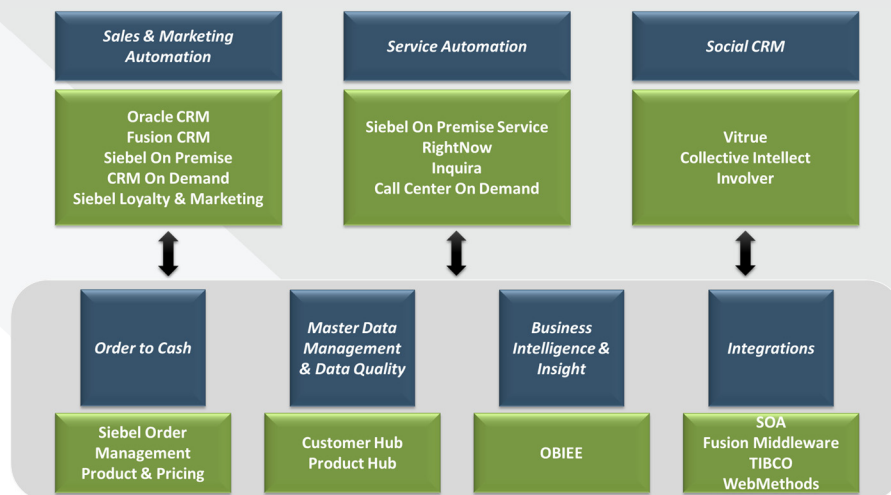 Sales & Marketing
Automation
Service Automation
Social CRM
Oracle CRM
Fusion CRM
Siebel On Premise
CRM On Demand
Siebel Loyalty & Marketing
Siebel On Premise Service
RightNow
Inquira
Call Center On Demand
Vitrue
Collective Intellect
Involver
Order to Cash
Master Data
Management
& Data Quality
Business
Intelligence &
Insight
Integrations
Siebel Order
Management
Product & Pricing
Customer Hub
Product Hub
OBIEE
SOA
Fusion Middleware
TIBCO
WebMethods